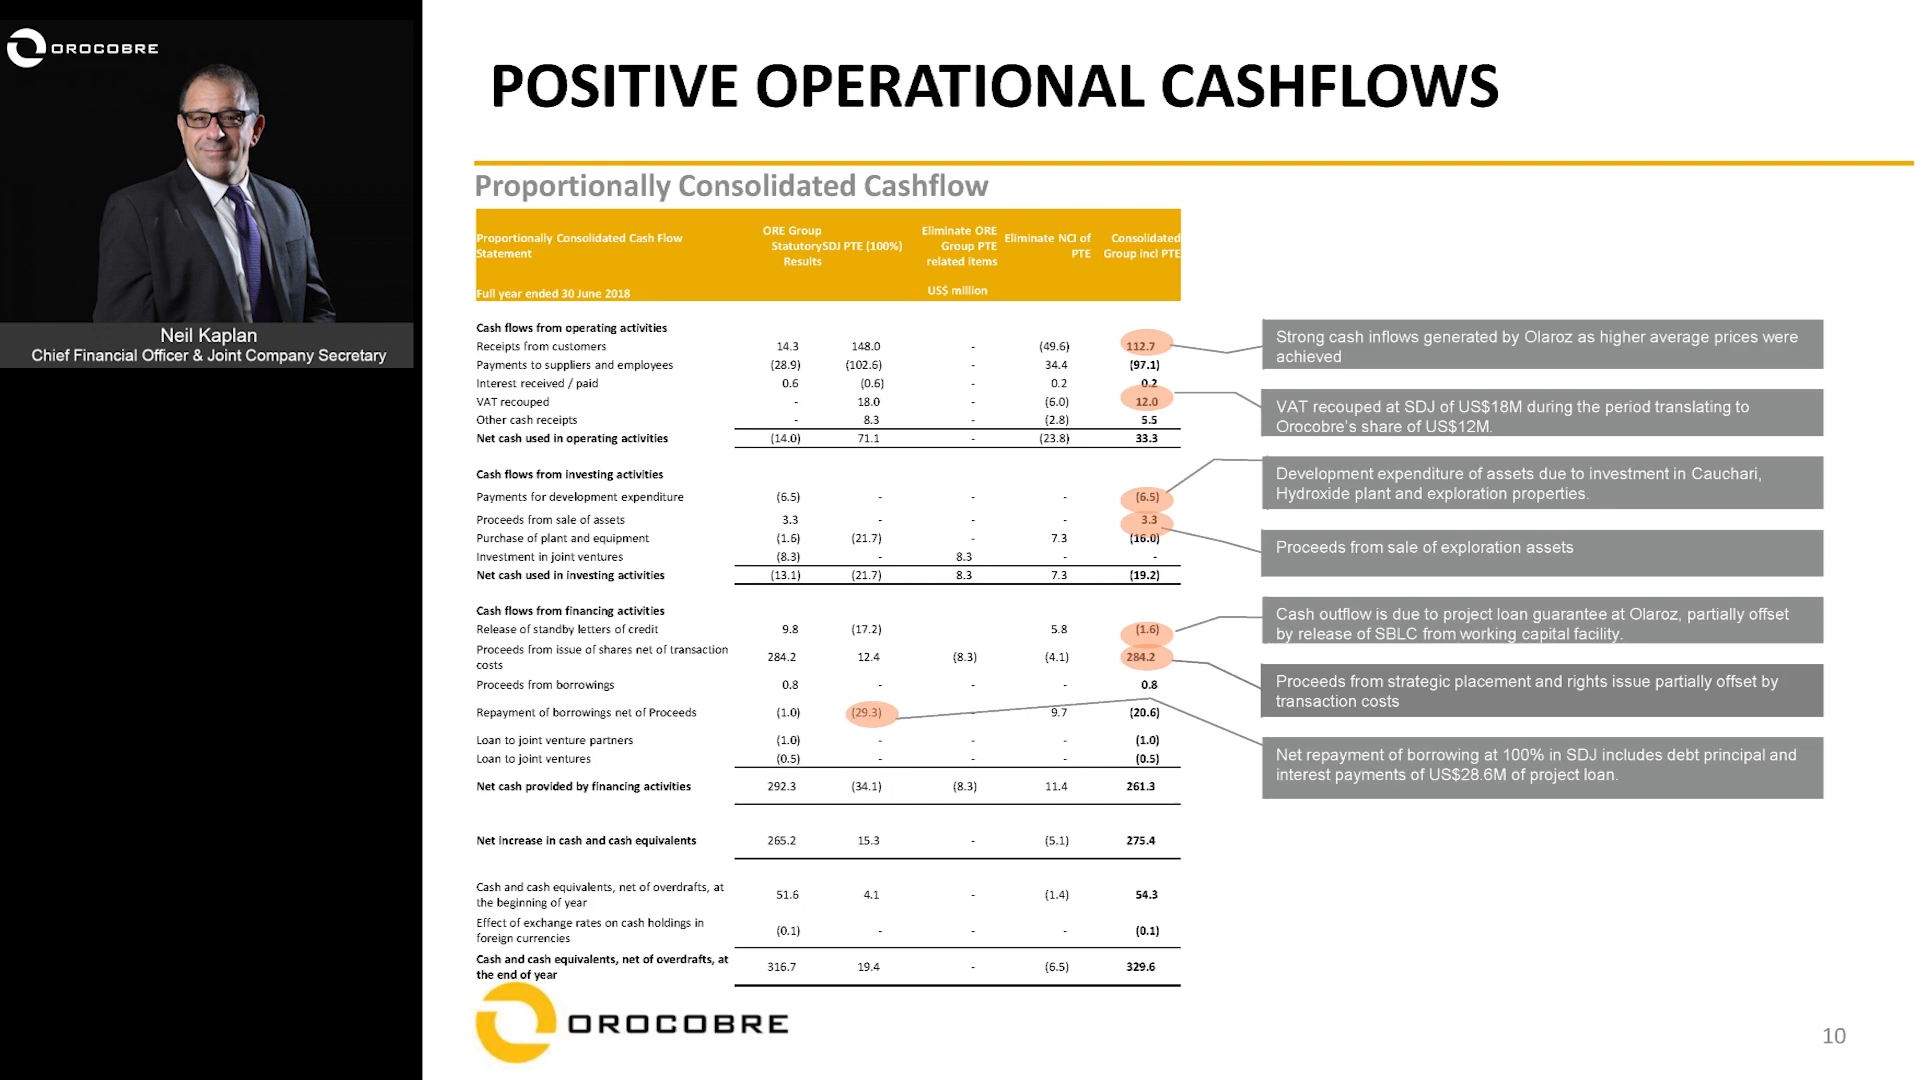 OROCOBRE
Neil Kaplan
Chief Financial Officer & Joint Company Secretary
POSITIVE OPERATIONAL CASHFLOWS
Proportionally Consolidated Cashflow
Proportionally Consolidated Cash Flow Statement
ORE Group Statutory Results
SDJ PTE (100%)
Eliminate ORE Group PTE related items
Eliminate NCI of PTE
Consolidated Group incl PTE
Full year ended 30 June 2018 US$ million
Cash flows from operating activities
Receipts from customers 14.3 148.0 - (49.6) 112.7
Payments to suppliers and employees (28.9) (102.6) - 34.4 (97.1)
Interest received / paid 0.6 (0.6) - 0.2 0.2
VAT recouped - 18.0 - (6.0) 12.0
Other cash receipts - 8.3 - (2.8) 5.5
Net cash used in operating activities (14.0) 71.1 - (23.8) 33.3
Cash flows from investing activities
Payments for development expenditure (6.5) - - - (6.5)
Proceeds from sale of assets 3.3 - - - 3.3
Purchase of plant and equipment (1.6) (21.7) - 7.3 (16.0)
Investment in joint ventures (8.3) - 8.3 - -
Net cash used in investing activities (13.1) (21.7) 8.3 7.3 (19.2)
Cash flows from financing activities
Release of standby letters of credit 9.8 (17.2) 5.8 (1.6)
Proceeds from issue of shares net of transaction
costs 284.2 12.4 (8.3) (4.1) 284.2
Proceeds from borrowings 0.8 - - - 0.8
Repayment of borrowings net of Proceeds (1.0) (29.3) - 9.7 (20.6)
Loan to joint venture partners (1.0) - - - (1.0)
Loan to joint ventures (0.5) - - - (0.5)
Net cash provided by financing activities 292.3 (34.1) (8.3) 11.4 261.3
Net increase in cash and cash equivalents 265.2 15.3 - (5.1) 275.4
Cash and cash equivalents, net of overdrafts, at
the beginning of year 51.6 4.1 - (1.4) 54.3
Effect of exchange rates on cash holdings in
foreign currencies (0.1) - - - (0.1)
Cash and cash equivalents, net of overdrafts, at
the end of year 316.7 19.4 - (6.5) 329.6
Strong cash inflows generated by Olaroz as higher average prices were
achieved
VAT recouped at SDJ of US$18M during the period translating to
Orocobre's share of US$12M.
Development expenditure of assets due to investment in Cauchari,
Hydroxide plant and exploration properties.
Proceeds from sale of exploration assets
Cash outflow is due to project loan guarantee at Olaroz, partially offset
by release of SBLC from working capital facility.
Proceeds from strategic placement and rights issue partially offset by
transaction costs
Net repayment of borrowing at 100% in SDJ includes debt principal and
interest payments of US$28.6M of project loan.
OROCOBRE
10